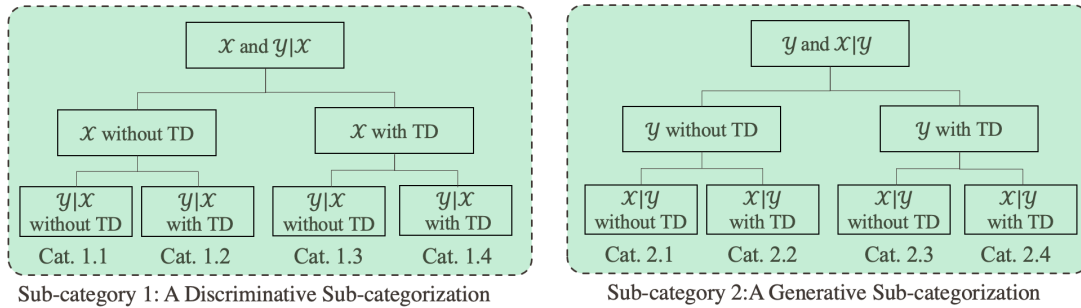 𝒳 and 𝒴|𝒳
𝒳 without TD
𝒳 with TD
𝒴|𝒳
without TD
𝒴|𝒳
with TD
𝒴|𝒳
without TD
𝒴|𝒳
with TD
Cat. 1.1
Cat. 1.2
Cat. 1.3
Cat. 1.4
Sub-category 1: A Discriminative Sub-categorization
𝒴 and 𝒳|𝒴
𝒴 without TD
𝒴 with TD
𝒳|𝒴
without TD
𝒳|𝒴
with TD
𝒳|𝒴
without TD
𝒳|𝒴
with TD
Cat. 2.1
Cat. 2.2
Cat. 2.3
Cat. 2.4
Sub-category 2:A Generative Sub-categorization